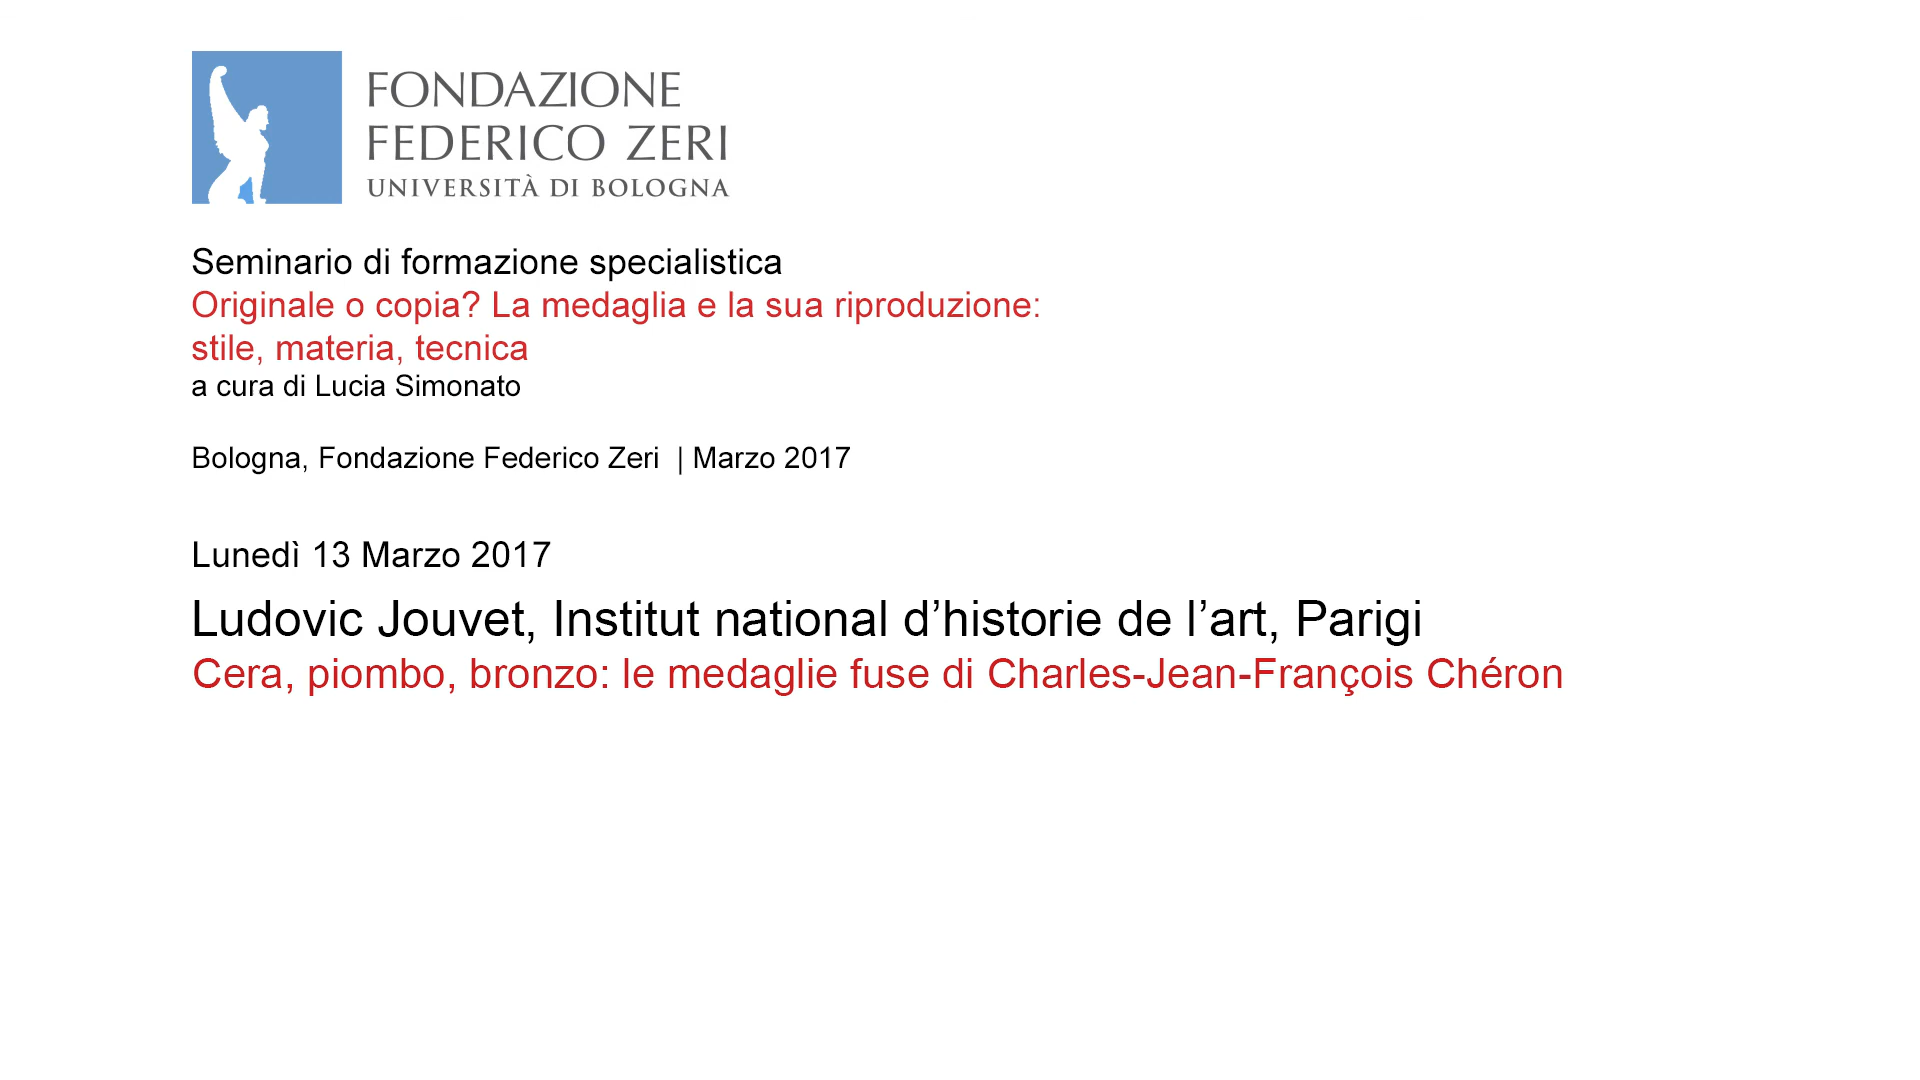 FONDAZIONE
FEDERICO ZERI
UNIVERSITÀ DI BOLOGNA
Seminario di formazione specialistica
Originale o copia? La medaglia e la sua riproduzione:
stile, materia, tecnica
a cura di Lucia Simonato
Bologna, Fondazione Federico Zeri | Marzo 2017
Lunedì 13 Marzo 2017
Ludovic Jouvet, Institut national d’historie de l’art, Parigi
Cera, piombo, bronzo: le medaglie fuse di Charles-Jean-François Chéron